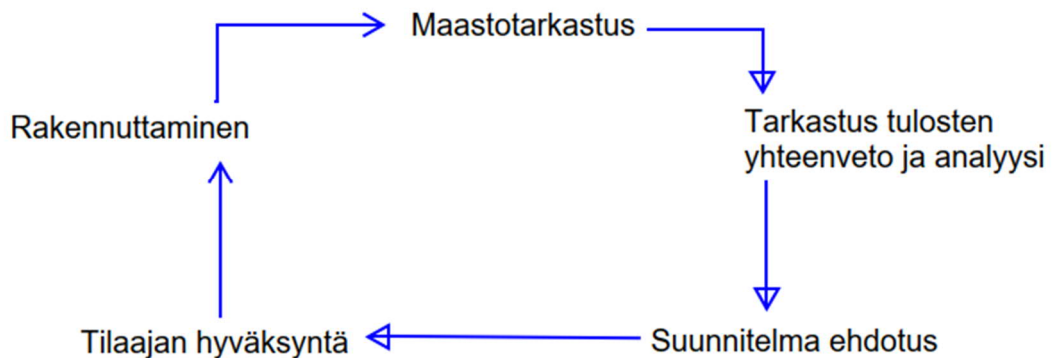 Maastotarkastus
Rakennuttaminen
Tarkastus tulosten
yhteenveto ja analyysi
Tilaajan hyväksyntä
Suunnitelma ehdotus